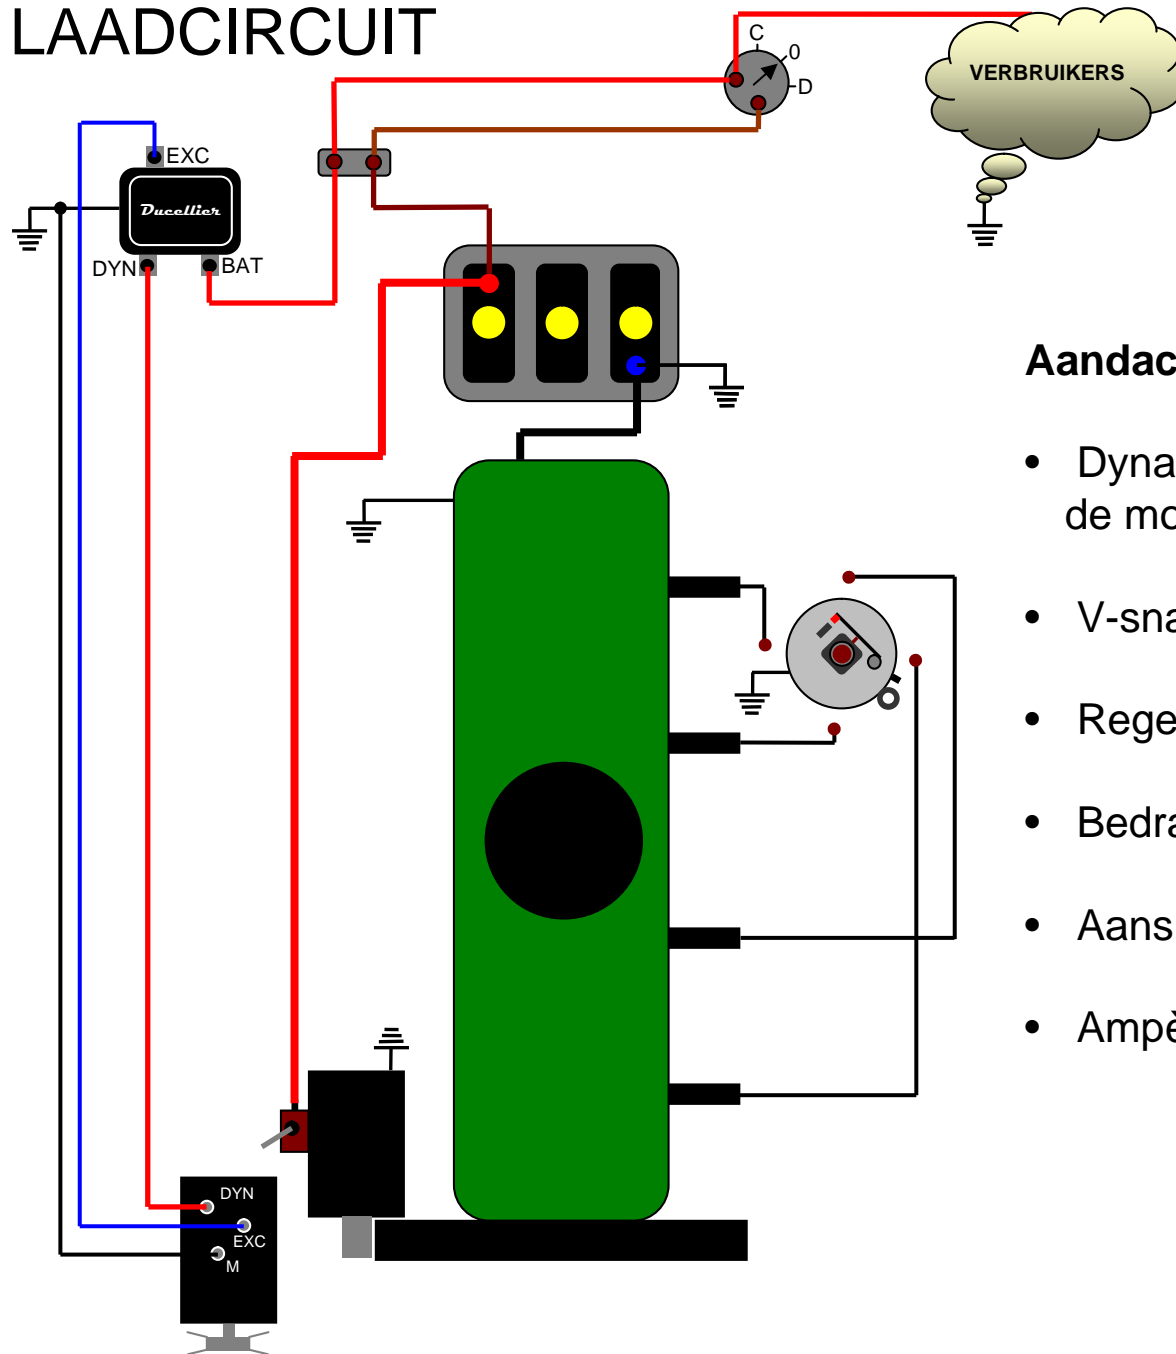 LAADCIRCUIT
C
0
D
VERBRUIKERS
EXC
Ducellier
DYN
BAT
Aandac
• Dyna
de mo
• V-sna
• Rege
• Bedra
• Aans
• Ampè
DYN
EXC
M